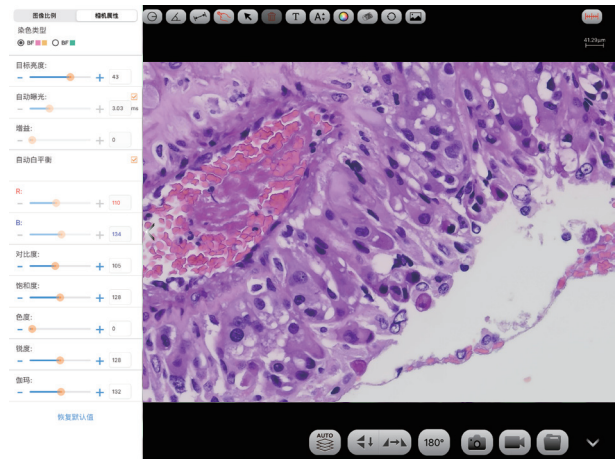 图像比例 相机属性
染色类型
BF BF
目标亮度:
- + 43
自动曝光:
- + 3.03 ms
增益:
- + 0
自动白平衡
R:
- + 110
B:
- + 134
对比度:
- + 105
饱和度:
- + 128
色度:
- + 0
锐度:
- + 128
伽玛:
- + 132
恢复默认值
T A:
41.29μm
AUTO
180°